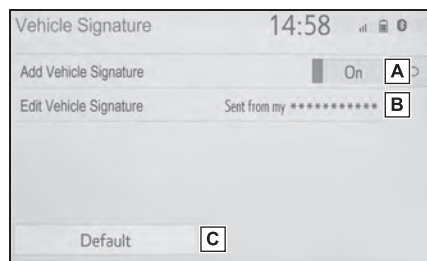 Vehicle Signature 14:58
Add Vehicle Signature On A
Edit Vehicle Signature Sent from my *********** B
Default C